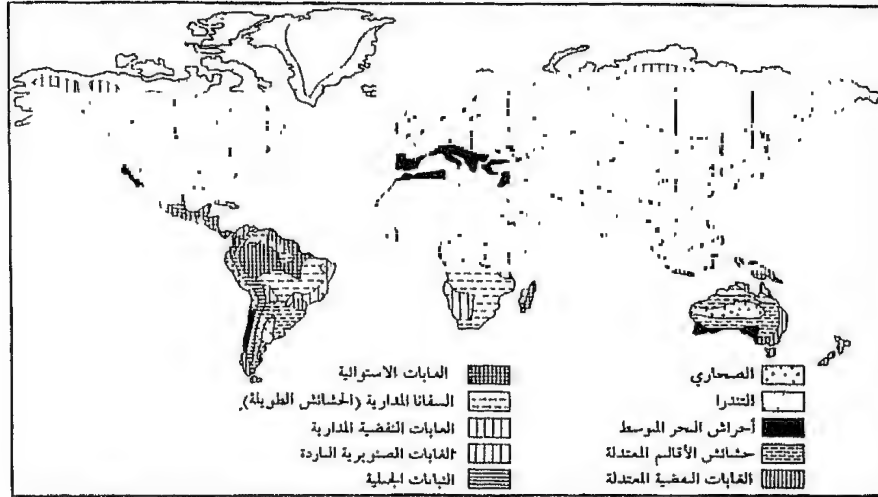 الصحاري
التندرا
أحراش البحر المتوسط
حشائش الأقاليم المعتدلة
الغابات النفضية المعتدلة
الغابات الاستوائية
السفانا المدارية (الحشائش الطويلة).
الغابات النفضية المدارية
الغابات الصنوبرية الباردة
النباتات الجبلية